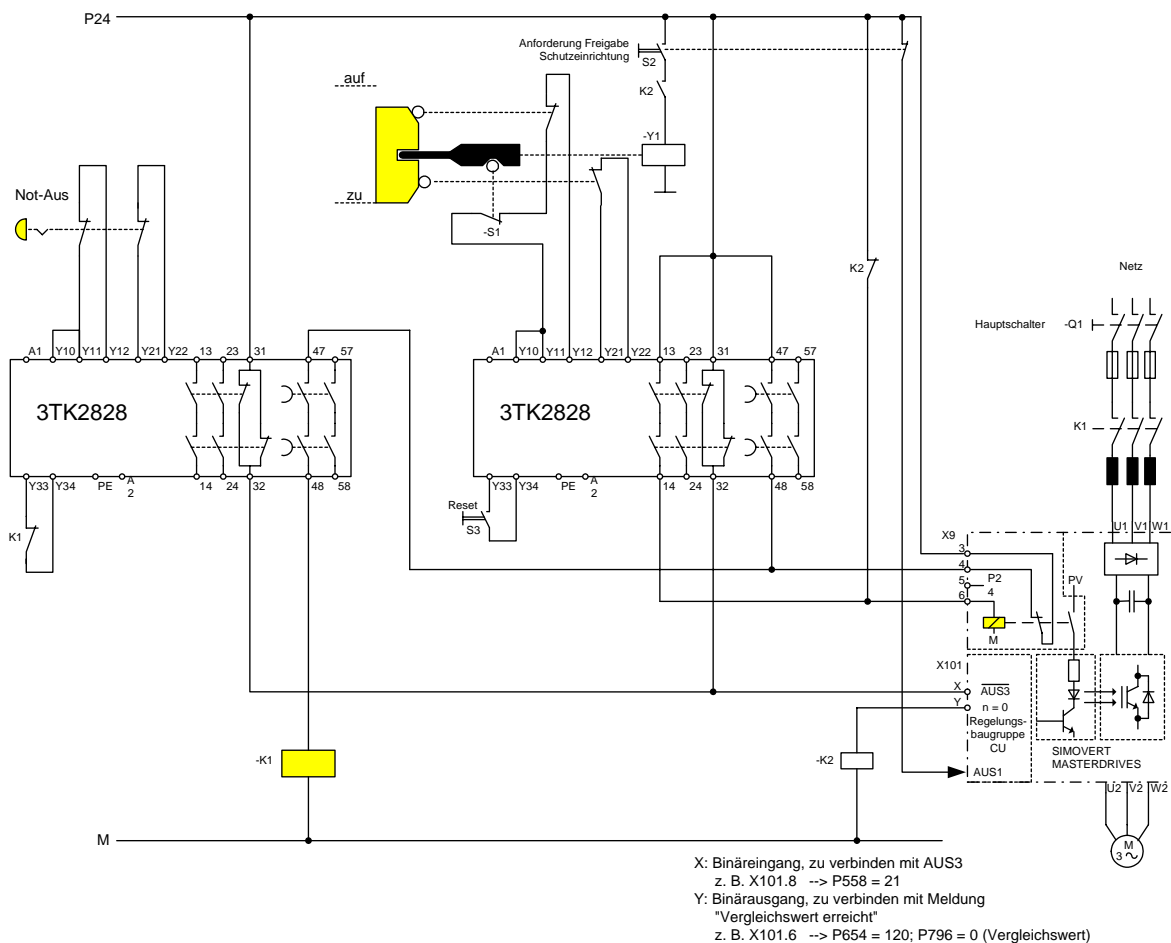 P24
Anforderung Freigabe
Schutzeinrichtung
S2
auf
K2
-Y1
Not-Aus
zu
-S1
K2
Netz
Hauptschalter
-Q1
A1 Y10 Y11 Y12 Y21 Y22 13 23 31 47 57
A1 Y10 Y11 Y12 Y21 Y22 13 23 31 47 57
3TK2828
3TK2828
K1
Y33 Y34 PE A2 14 24 32 48 58
Y33 Y34 PE A2 14 24 32 48 58
Reset
S3
K1
U1 V1 W1
X9
3
4
5
P24
6
PV
M
X101
X
AUS3
Y
n = 0
Regelungs-
baugruppe
CU
SIMOVERT
MASTERDRIVES
AUS1
-K1
-K2
U2 V2 W2
M
3 ~
M
X: Binäreingang, zu verbinden mit AUS3
z. B. X101.8 --> P558 = 21
Y: Binärausgang, zu verbinden mit Meldung
"Vergleichswert erreicht"
z. B. X101.6 --> P654 = 120; P796 = 0 (Vergleichswert)